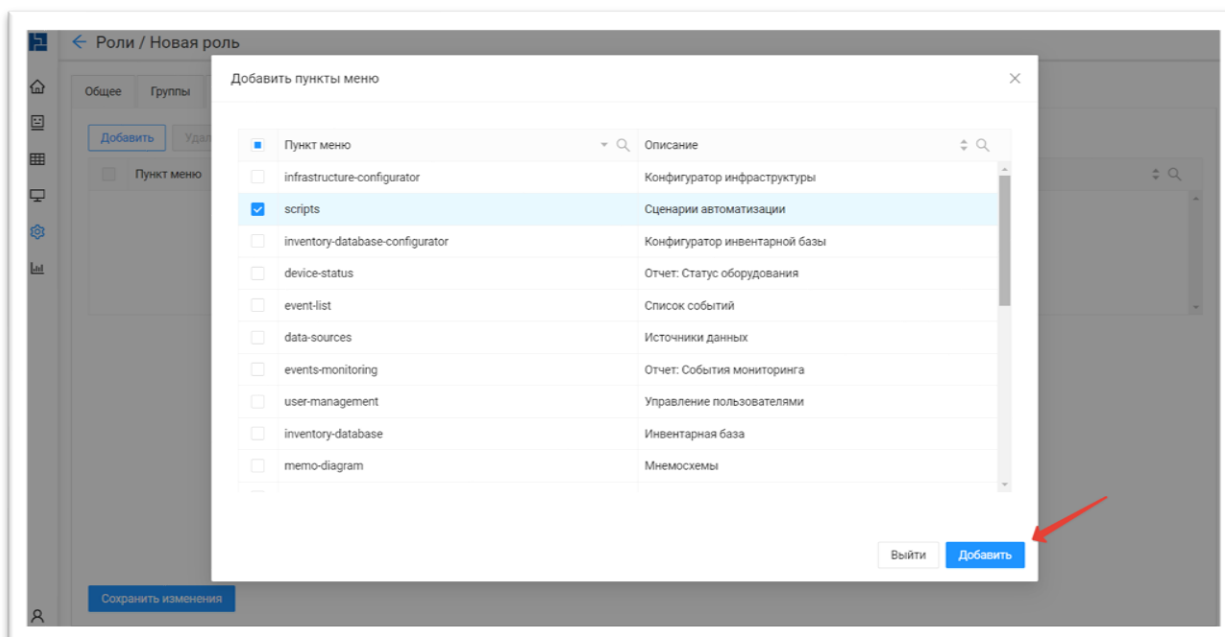 Роли / Новая роль
Добавить пункты меню
Общее Группы
Добавить Удал
Пункт меню Описание
Пункт меню
infrastructure-configurator Конфигуратор инфраструктуры
scripts Сценарии автоматизации
inventory-database-configurator Конфигуратор инвентарной базы
device-status Отчет: Статус оборудования
event-list Список событий
data-sources Источники данных
events-monitoring Отчет: События мониторинга
user-management Управление пользователями
inventory-database Инвентарная база
memo-diagram Мнемосхемы
Выйти Добавить
Сохранить изменения